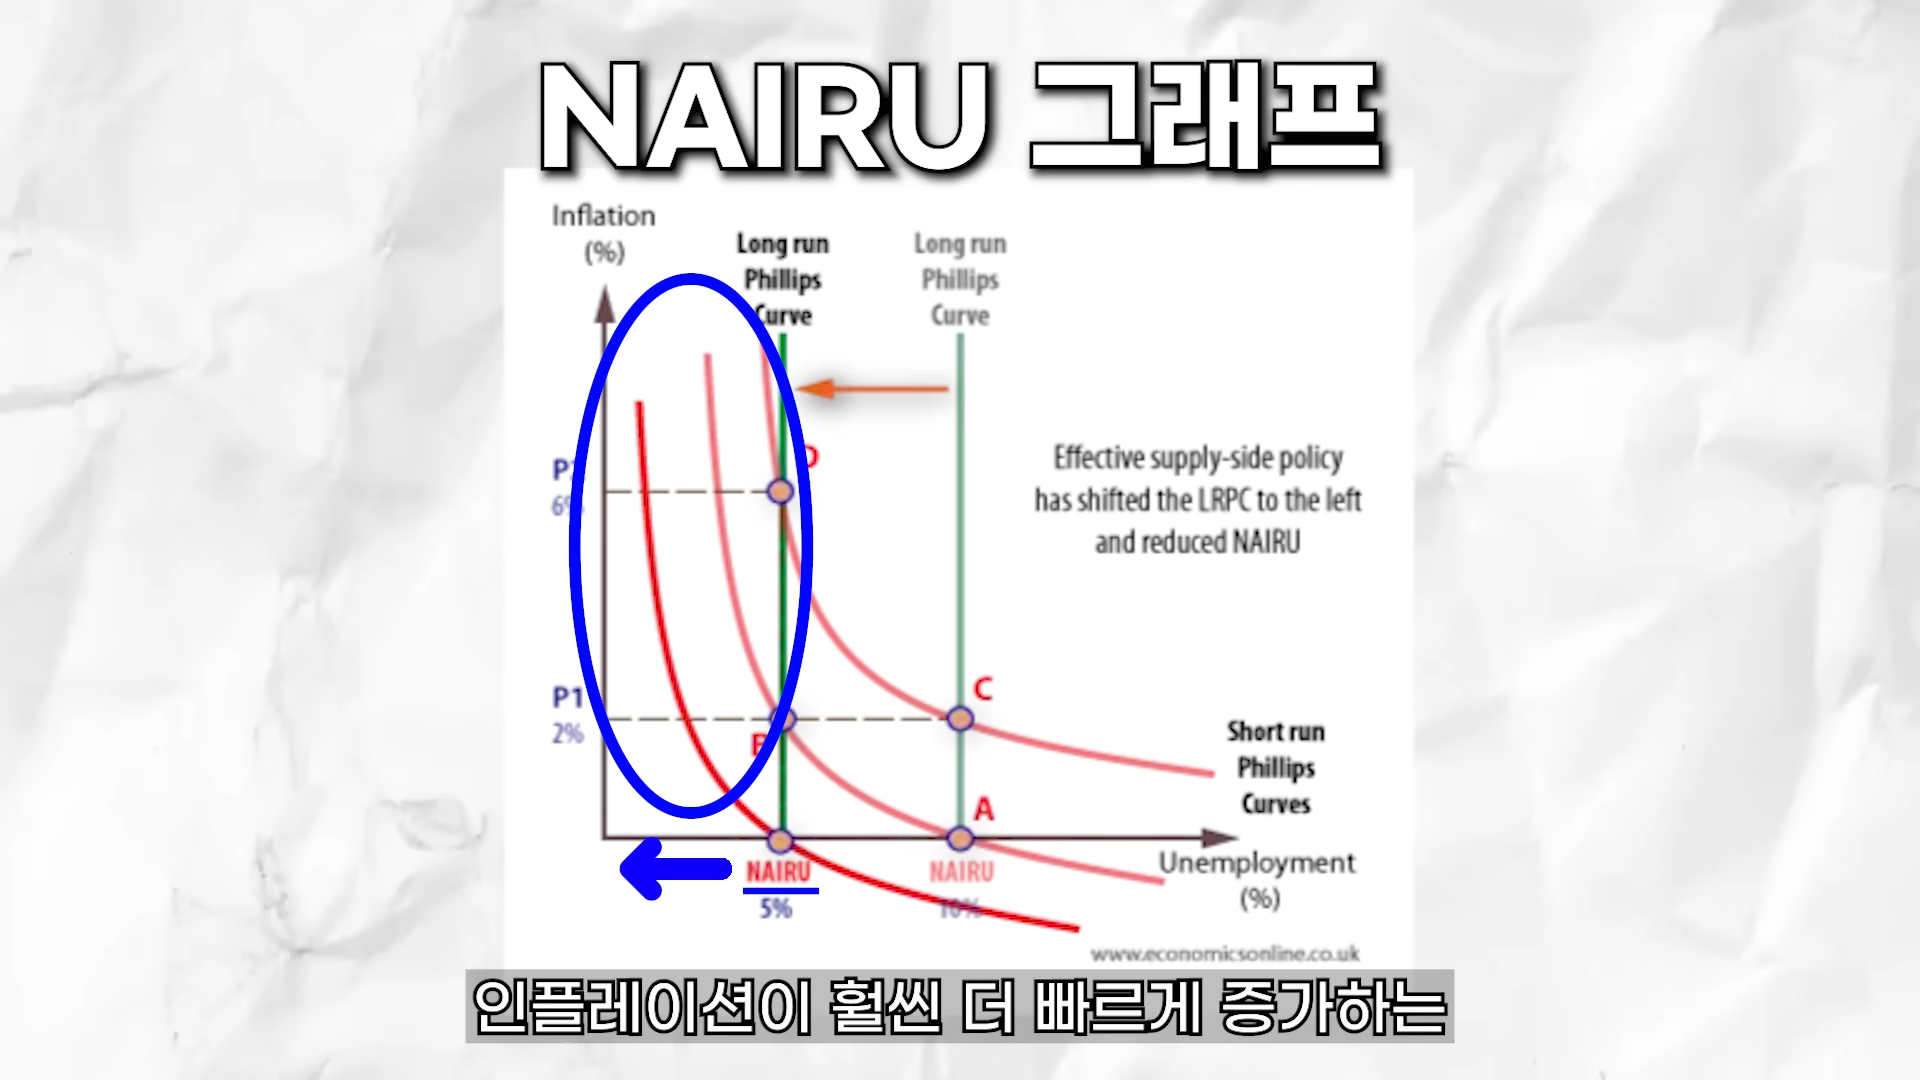 NAIRU 그래프
Inflation
(%)
Long run
Phillips
Curve
Long run
Phillips
Curve
D
6%
Effective supply-side policy
has shifted the LRPC to the left
and reduced NAIRU
P1
2%
C
B
A
Short run
Phillips
Curves
NAIRU
5%
NAIRU
10%
Unemployment
(%)
www.economicsonline.co.uk
인플레이션이 훨씬 더 빠르게 증가하는